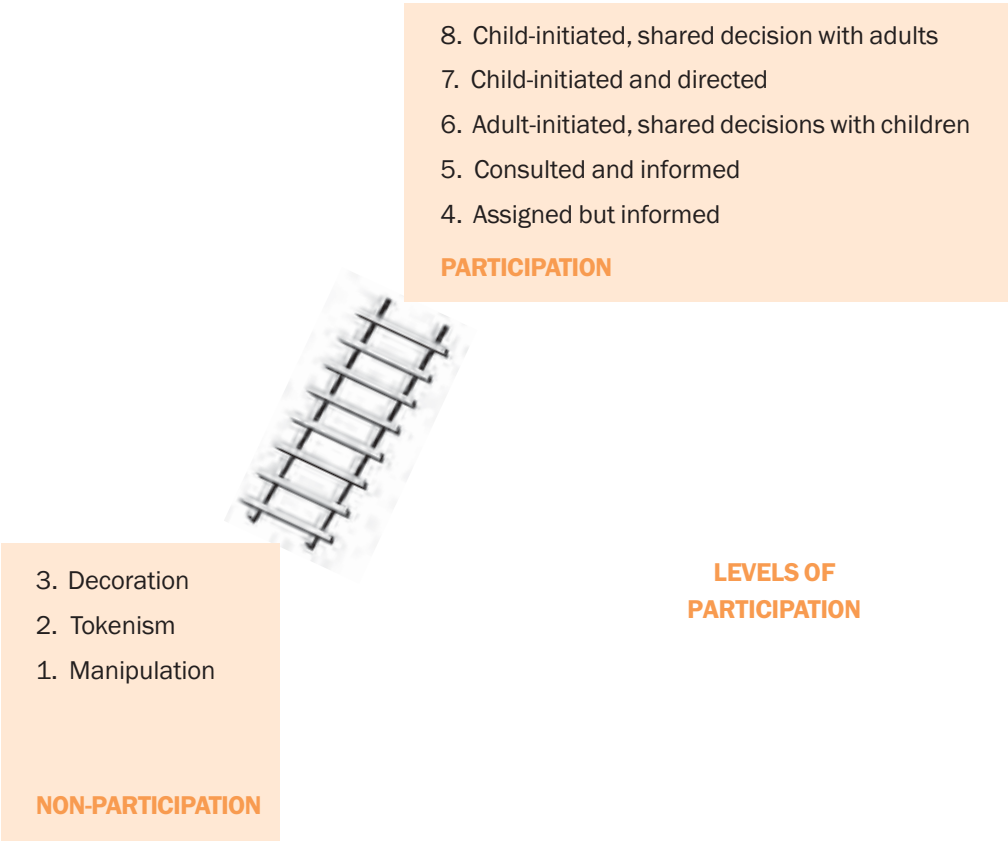 8. Child-initiated, shared decision with adults
7. Child-initiated and directed
6. Adult-initiated, shared decisions with children
5. Consulted and informed
4. Assigned but informed
PARTICIPATION
3. Decoration
2. Tokenism
1. Manipulation
NON-PARTICIPATION
LEVELS OF
PARTICIPATION